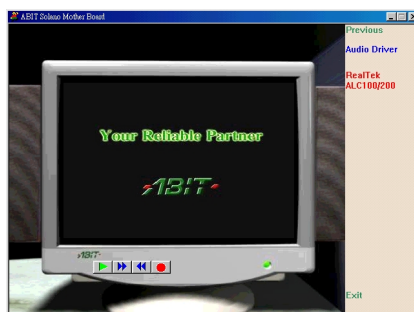 ABIT Solano Mother Board
Previous
Audio Driver
RealTek
ALC100/200
Your Reliable Partner
ABIT
ABIT
Exit